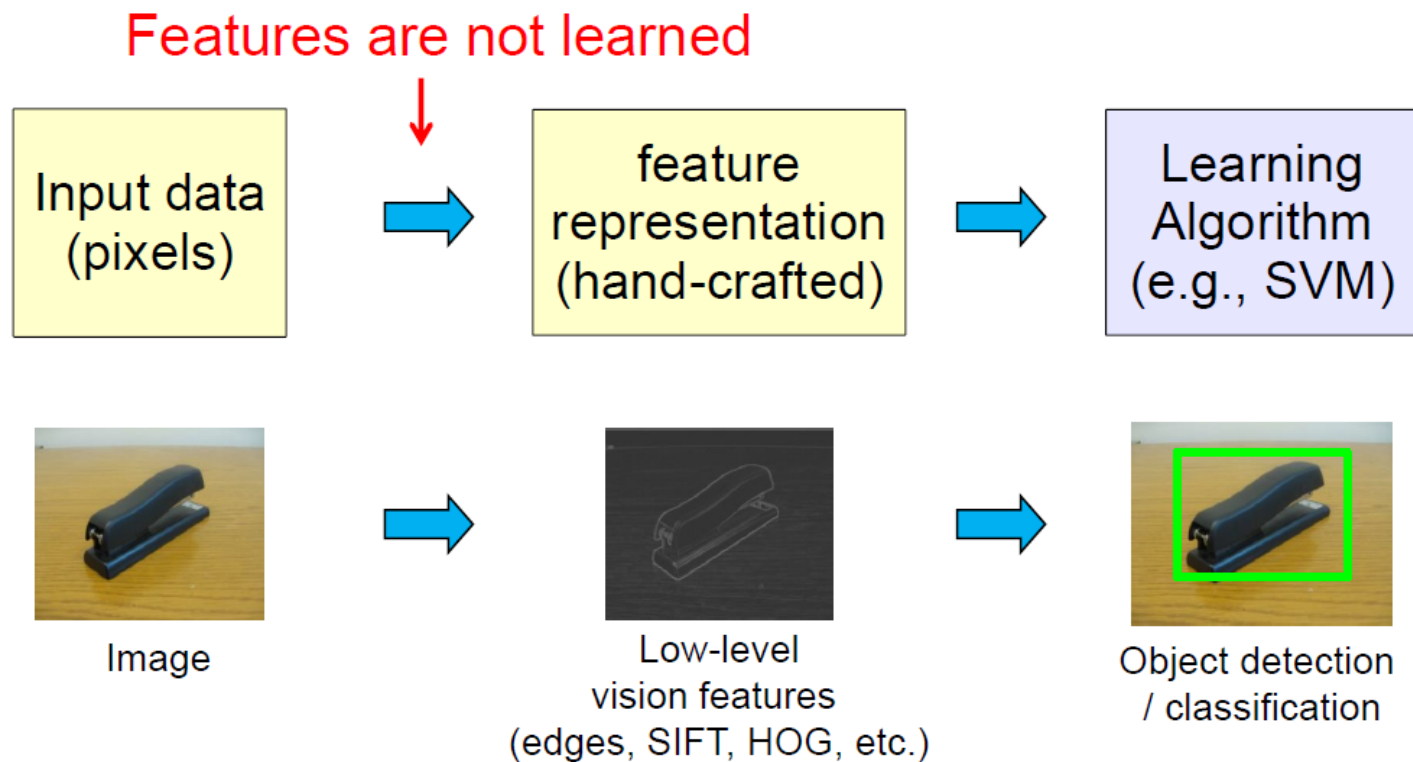 Features are not learned
Input data
(pixels)
feature
representation
(hand-crafted)
Learning
Algorithm
(e.g., SVM)
Image
Low-level
vision features
(edges, SIFT, HOG, etc.)
Object detection
/ classification